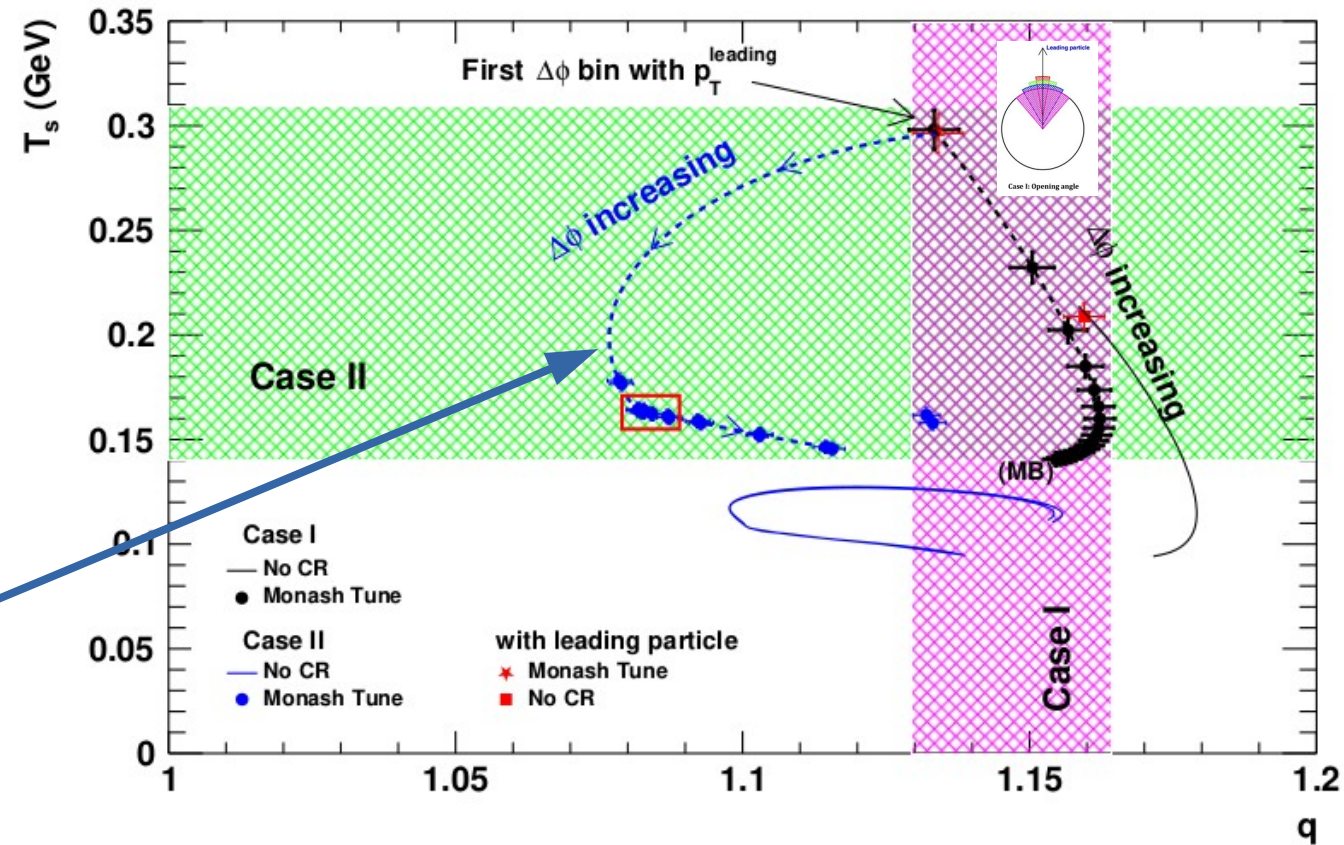 T_s (GeV)
0.35
0.3
0.25
0.2
0.15
0.1
0.05
0
First Δϕ bin with p_T^leading
Leading particle
Case I: Opening angle
Δϕ increasing
Δϕ increasing
Case II
(MB)
Case I
No CR
Monash Tune
Case II
No CR
Monash Tune
with leading particle
Monash Tune
No CR
Case I
1 1.05 1.1 1.15 1.2
q